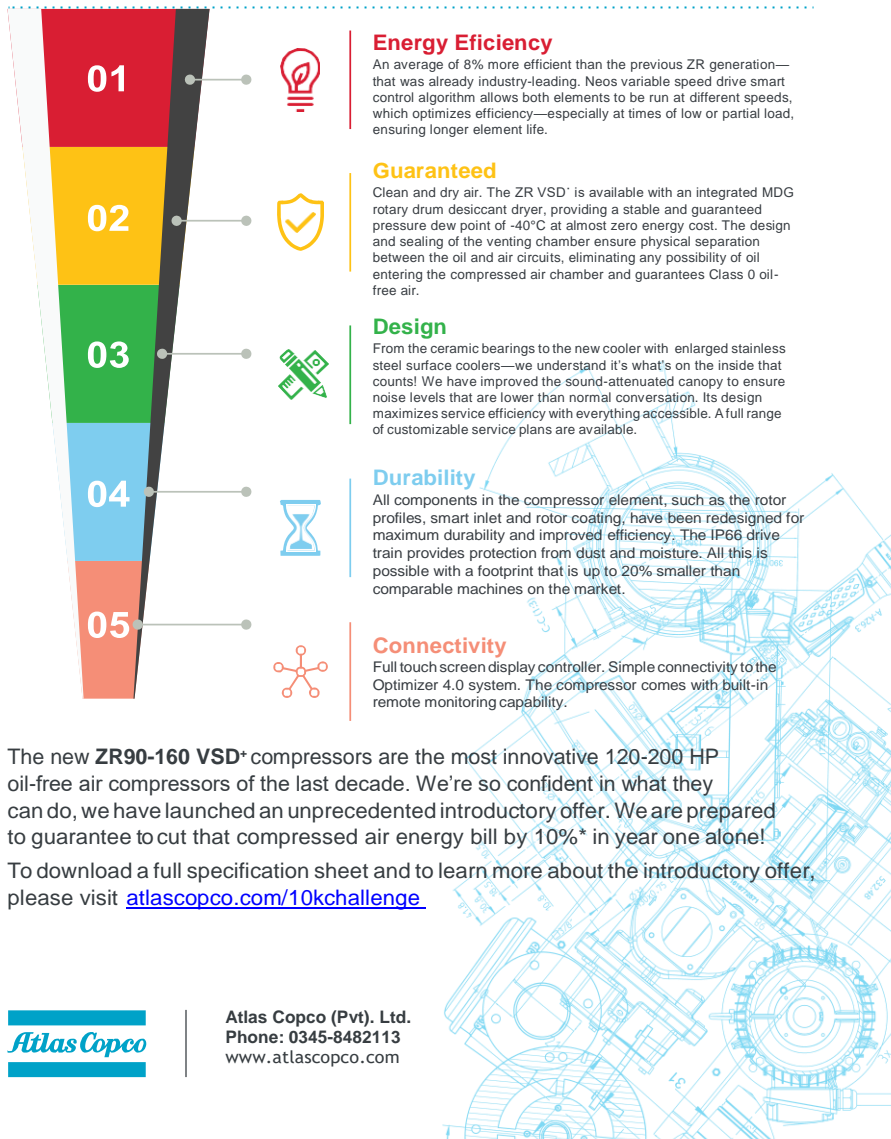 01
Energy Eficiency
An average of 8% more efficient than the previous ZR generation—
that was already industry-leading. Neos variable speed drive smart
control algorithm allows both elements to be run at different speeds,
which optimizes efficiency—especially at times of low or partial load,
ensuring longer element life.
02
Guaranteed
Clean and dry air. The ZR VSD+ is available with an integrated MDG
rotary drum desiccant dryer, providing a stable and guaranteed
pressure dew point of -40°C at almost zero energy cost. The design
and sealing of the venting chamber ensure physical separation
between the oil and air circuits, eliminating any possibility of oil
entering the compressed air chamber and guarantees Class 0 oil-
free air.
03
Design
From the ceramic bearings to the new cooler with enlarged stainless
steel surface coolers—we understand it's what's on the inside that
counts! We have improved the sound-attenuated canopy to ensure
noise levels that are lower than normal conversation. Its design
maximizes service efficiency with everything accessible. A full range
of customizable service plans are available.
04
Durability
All components in the compressor element, such as the rotor
profiles, smart inlet and rotor coating, have been redesigned for
maximum durability and improved efficiency. The IP66 drive
train provides protection from dust and moisture. All this is
possible with a footprint that is up to 20% smaller than
comparable machines on the market.
05
Connectivity
Full touch screen display controller. Simple connectivity to the
Optimizer 4.0 system. The compressor comes with built-in
remote monitoring capability.
The new ZR90-160 VSD+ compressors are the most innovative 120-200 HP
oil-free air compressors of the last decade. We're so confident in what they
can do, we have launched an unprecedented introductory offer. We are prepared
to guarantee to cut that compressed air energy bill by 10%* in year one alone!
To download a full specification sheet and to learn more about the introductory offer,
please visit atlascopco.com/10kchallenge
Atlas Copco
Atlas Copco (Pvt). Ltd.
Phone: 0345-8482113
www.atlascopco.com
C-C (1:3)
A-A26.3
532,46
31